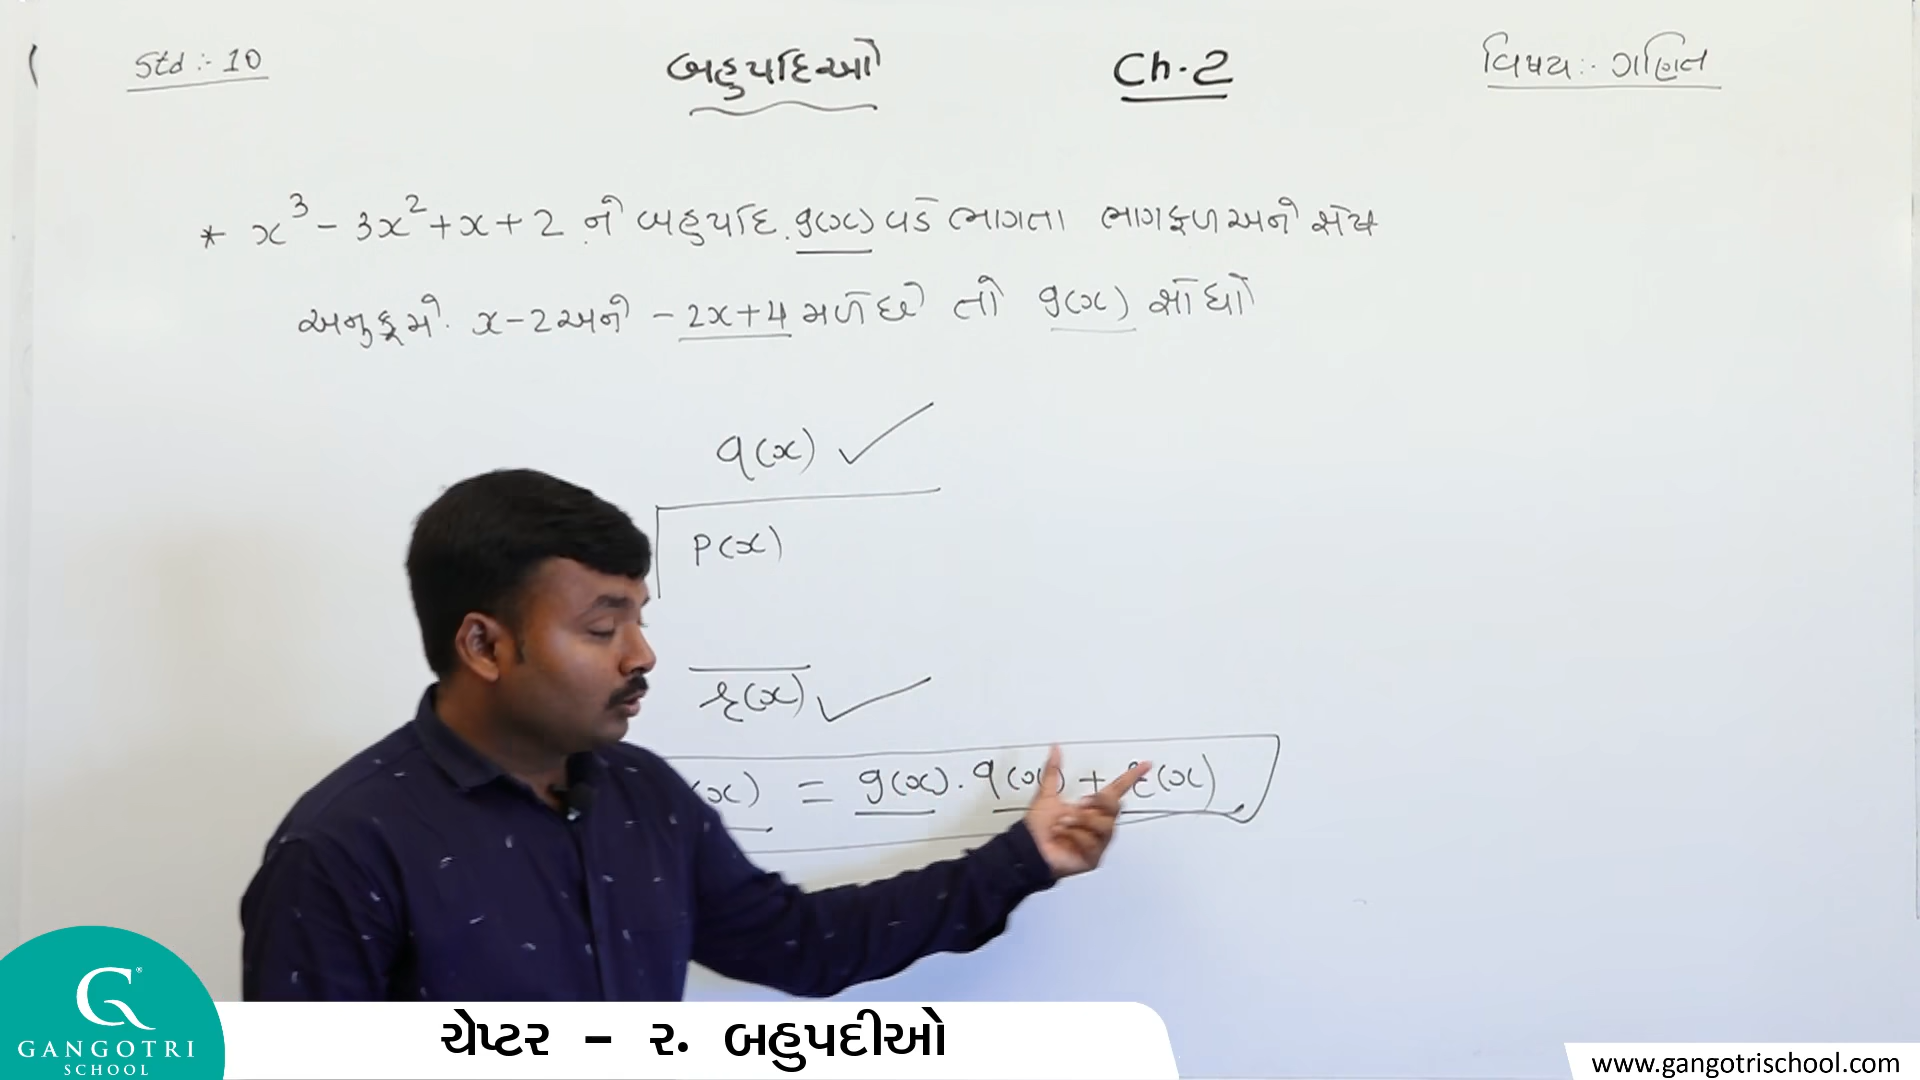 Std :- 10
બહુપદિઓ
Ch.2
વિષય :- ગણિત
* x³ - 3x² + x + 2 ને બહુપદિ g(x) વડે ભાગતા ભાગફળ અને શેષ
અનુક્રમે x-2 અને -2x+4 મળે છે તો g(x) શોધો
q(x) ✓
p(x)
r(x) ✓
(x) = g(x) . q(x) + r(x)
G
GANGOTRI
SCHOOL
ચેપ્ટર - ૨. બહુપદીઓ
www.gangotrischool.com